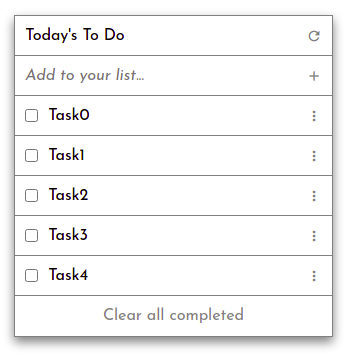 Today's To Do
Add to your list...
Task0
Task1
Task2
Task3
Task4
Clear all completed